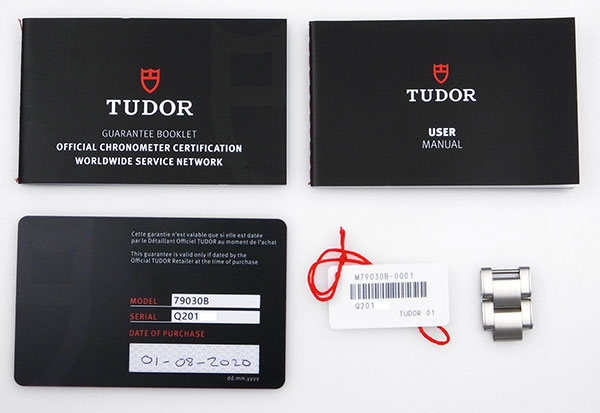 TUDOR
GUARANTEE BOOKLET
OFFICIAL CHRONOMETER CERTIFICATION
WORLDWIDE SERVICE NETWORK
TUDOR
USER
MANUAL
Cette garantie n'est valable que si elle est datée
par le Détaillant Officiel TUDOR au moment de l'achat
This guarantee is valid only if dated by the
Official TUDOR Retailer at the time of purchase
MODEL 79030B
SERIAL Q201
DATE OF PURCHASE
01-08-2020
dd.mm.yyyy
M79030B-0001
Q201
TUDOR 01